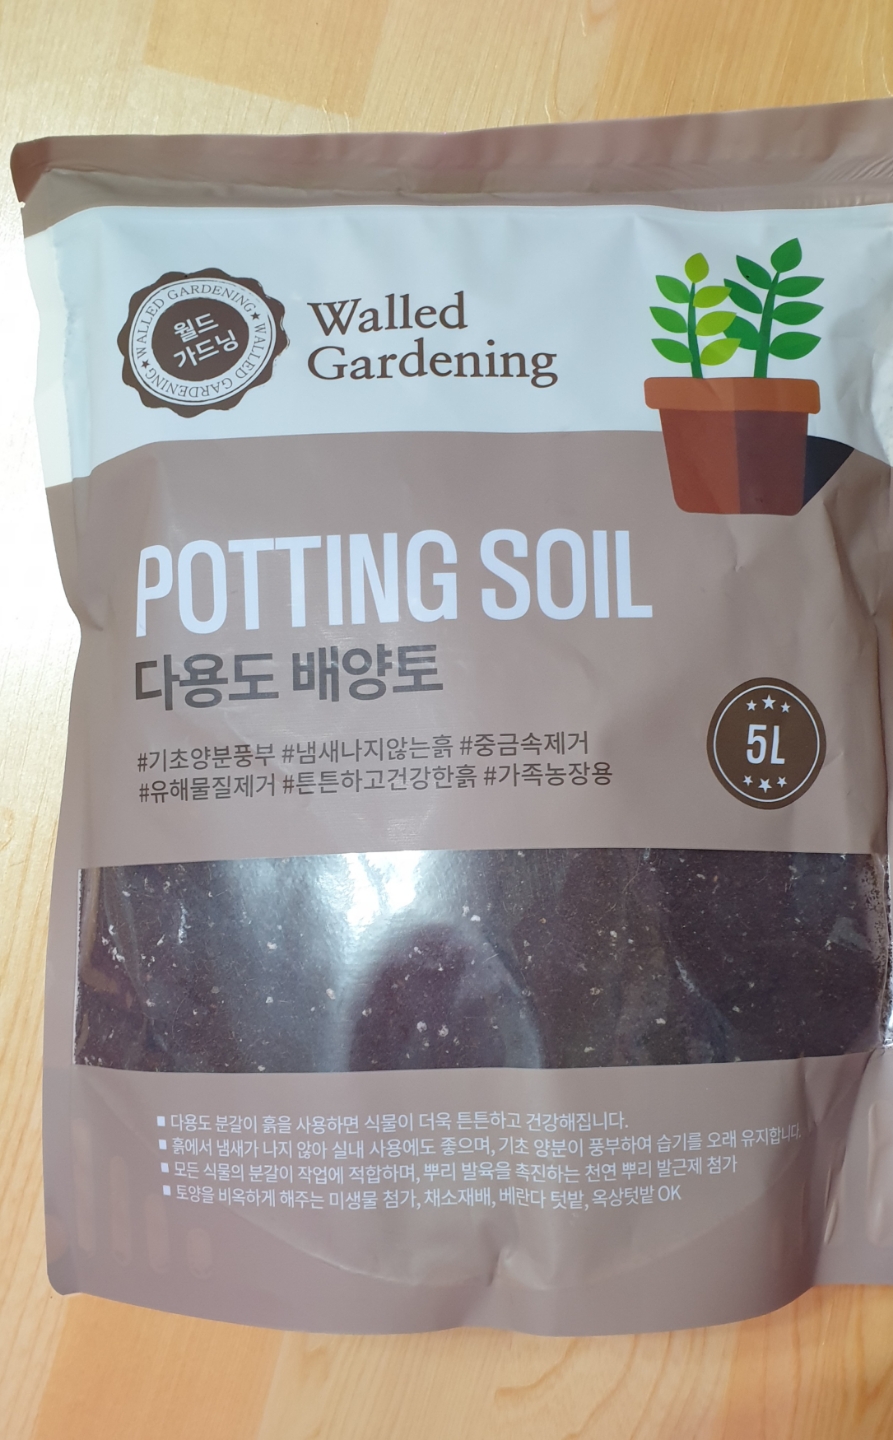 WALLED GARDENING★WALLED GARDENING★
월드
가드닝
Walled
Gardening
POTTING SOIL
다용도 배양토
#기초양분풍부 #냄새나지않는흙 #중금속제거
#유해물질제거 #튼튼하고건강한흙 #가족농장용
5L
다용도 분갈이 흙을 사용하면 식물이 더욱 튼튼하고 건강해집니다.
흙에서 냄새가 나지 않아 실내 사용에도 좋으며, 기초 양분이 풍부하여 습기를 오래 유지합니다.
모든 식물의 분갈이 작업에 적합하며, 뿌리 발육을 촉진하는 천연 뿌리 발근제 첨가
토양을 비옥하게 해주는 미생물 첨가, 채소재배, 베란다 텃밭, 옥상텃밭 OK